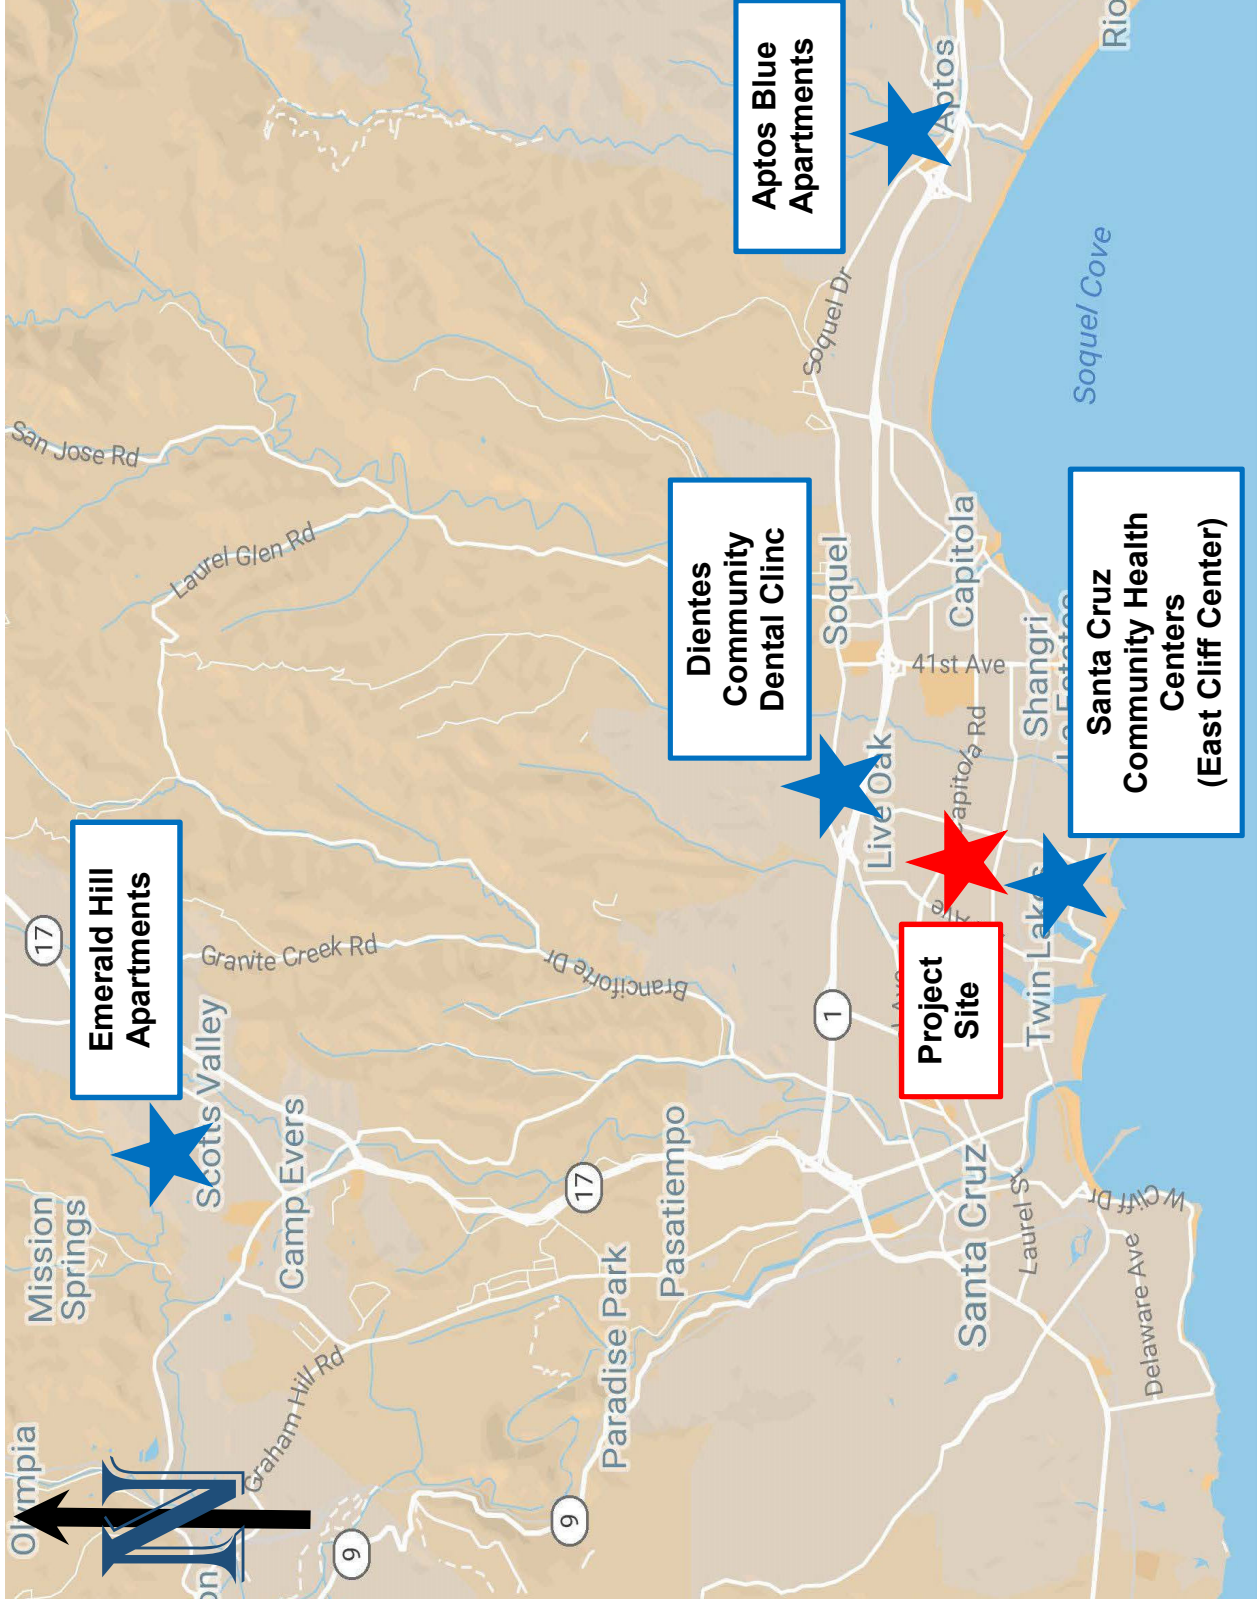 Olympia
Mission
Springs
17
Emerald Hill
Apartments
Scotts Valley
Camp Evers
Graham Hill Rd
9
9
N
Granite Creek Rd
Branciforte Dr
Laurel Glen Rd
San Jose Rd
17
Pasatiempo
Paradise Park
Dientes
Community
Dental Clinc
Aptos Blue
Apartments
Aptos
Rio
Soquel Dr
Soquel
Live Oak
1
41st Ave
Capitola
Capitola Rd
Shangri
Project
Site
Ave
Twin Lakes
Santa Cruz
Laurel St
W Cliff Dr
Delaware Ave
Soquel Cove
Santa Cruz
Community Health
Centers
(East Cliff Center)